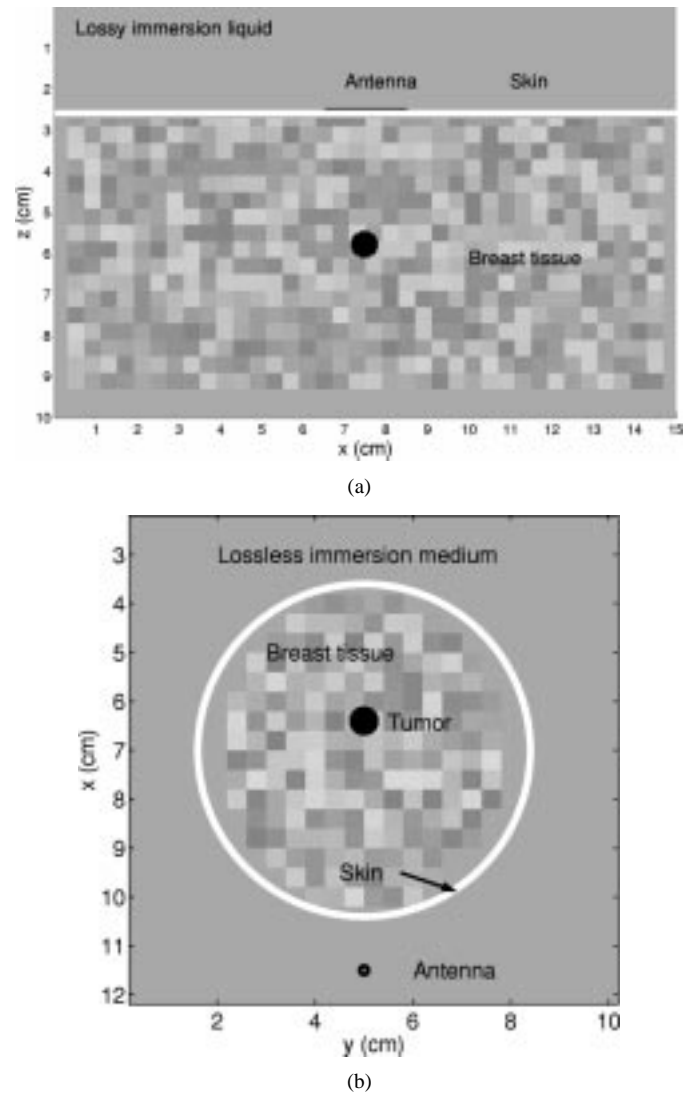 Lossy immersion liquid
1
2
Antenna Skin
3
4
5
6
7
8
9
10
z (cm)
Breast tissue
1 2 3 4 5 6 7 8 9 10 11 12 13 14 15
x (cm)
(a)
Lossless immersion medium
3
4
5
6
7
8
9
10
11
12
x (cm)
Breast tissue
Tumor
Skin
Antenna
2 4 6 8 10
y (cm)
(b)